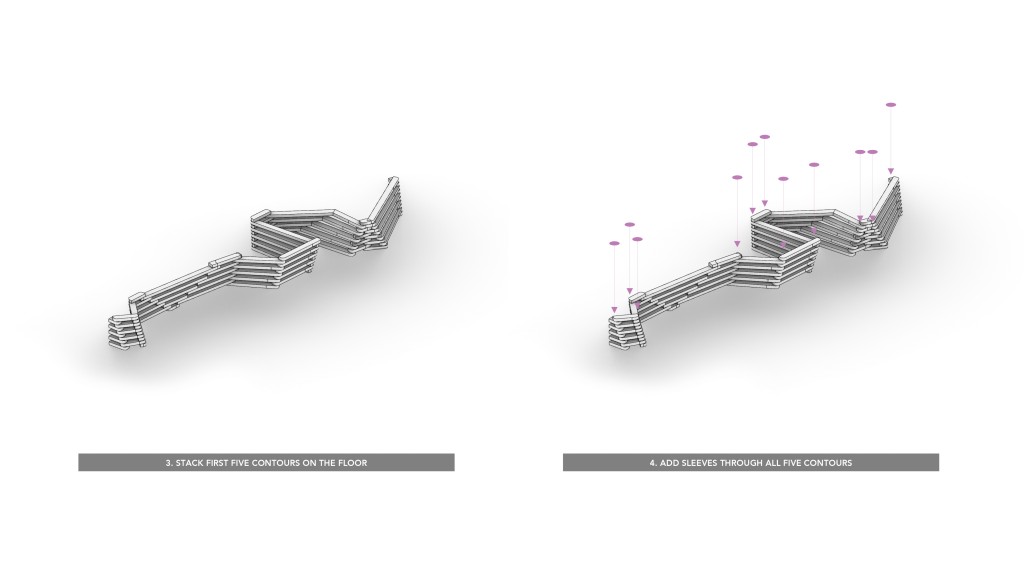 3. STACK FIRST FIVE CONTOURS ON THE FLOOR
4. ADD SLEEVES THROUGH ALL FIVE CONTOURS